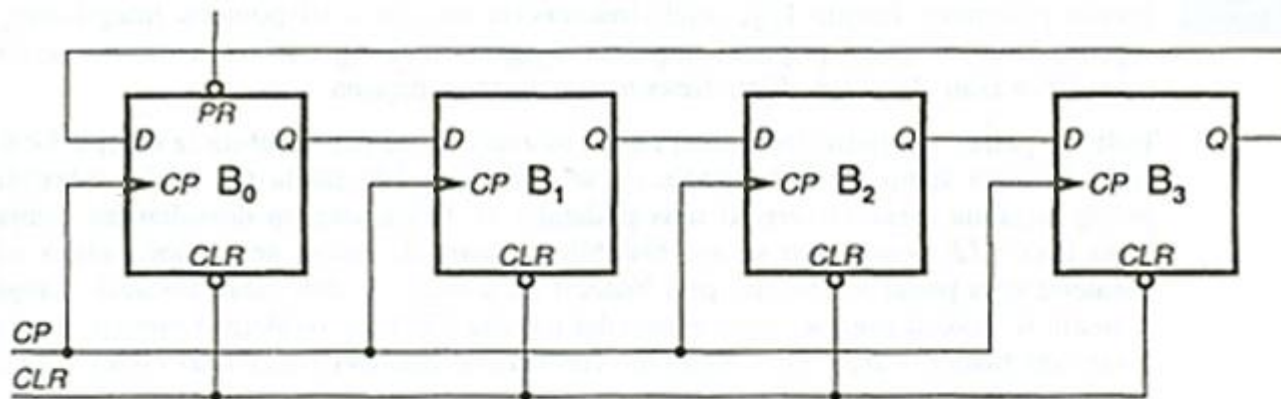 PR
D Q D Q D Q D Q
CP B₀ CP B₁ CP B₂ CP B₃
CLR CLR CLR CLR
CP
CLR